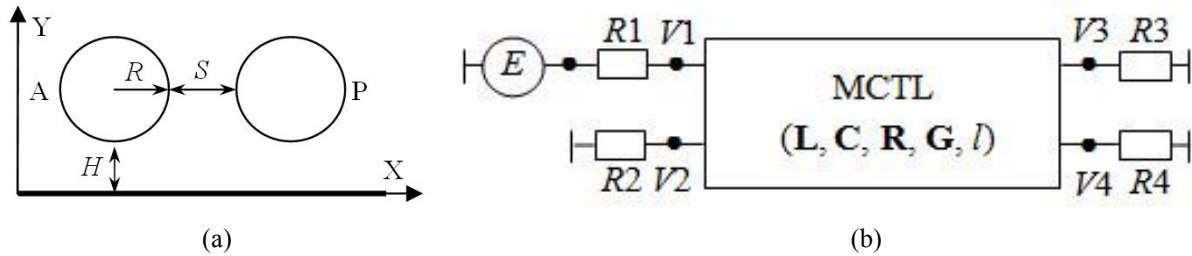 Y
A
R
S
P
H
X
(a)
E
R1
V1
V3
R3
MCTL
(L, C, R, G, l)
R2
V2
V4
R4
(b)